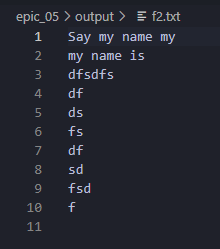 epic_05 > output > f2.txt
1 Say my name my
2 my name is
3 dfsdfs
4 df
5 ds
6 fs
7 df
8 sd
9 fsd
10 f
11